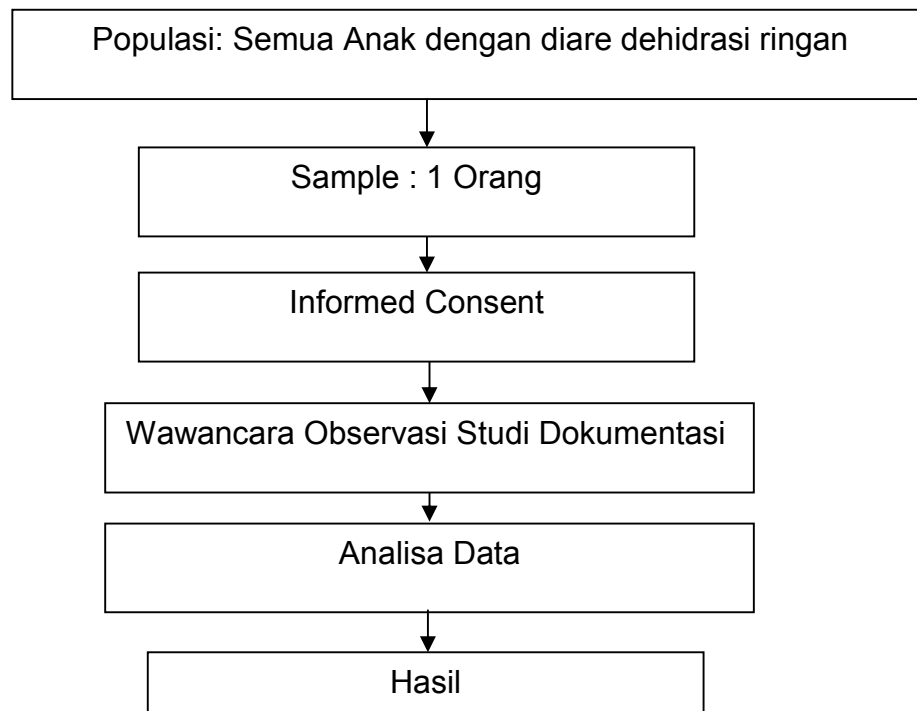 Populasi: Semua Anak dengan diare dehidrasi ringan
Sample : 1 Orang
Informed Consent
Wawancara Observasi Studi Dokumentasi
Analisa Data
Hasil